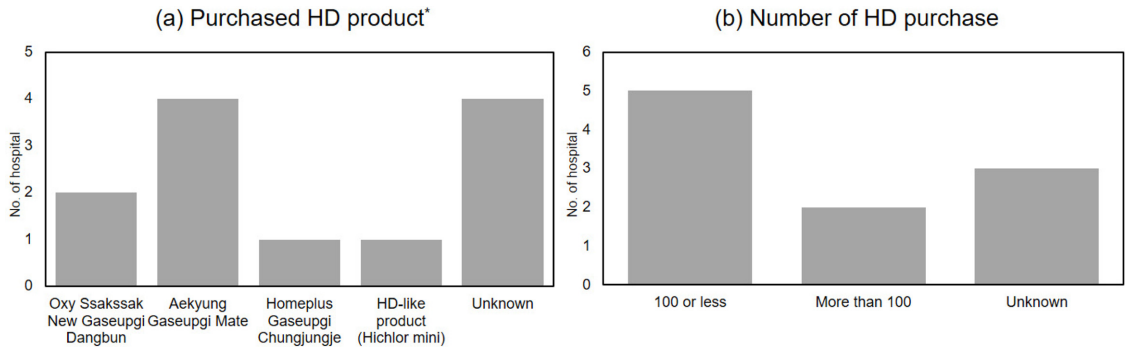 (a) Purchased HD product*
No. of hospital
5
4
3
2
1
0
Oxy Ssakssak
New Gaseupgi
Dangbun
Aekyung
Gaseupgi Mate
Homeplus
Gaseupgi
Chungjungje
HD-like
product
(Hichlor mini)
Unknown
(b) Number of HD purchase
No. of hospital
6
5
4
3
2
1
0
100 or less
More than 100
Unknown